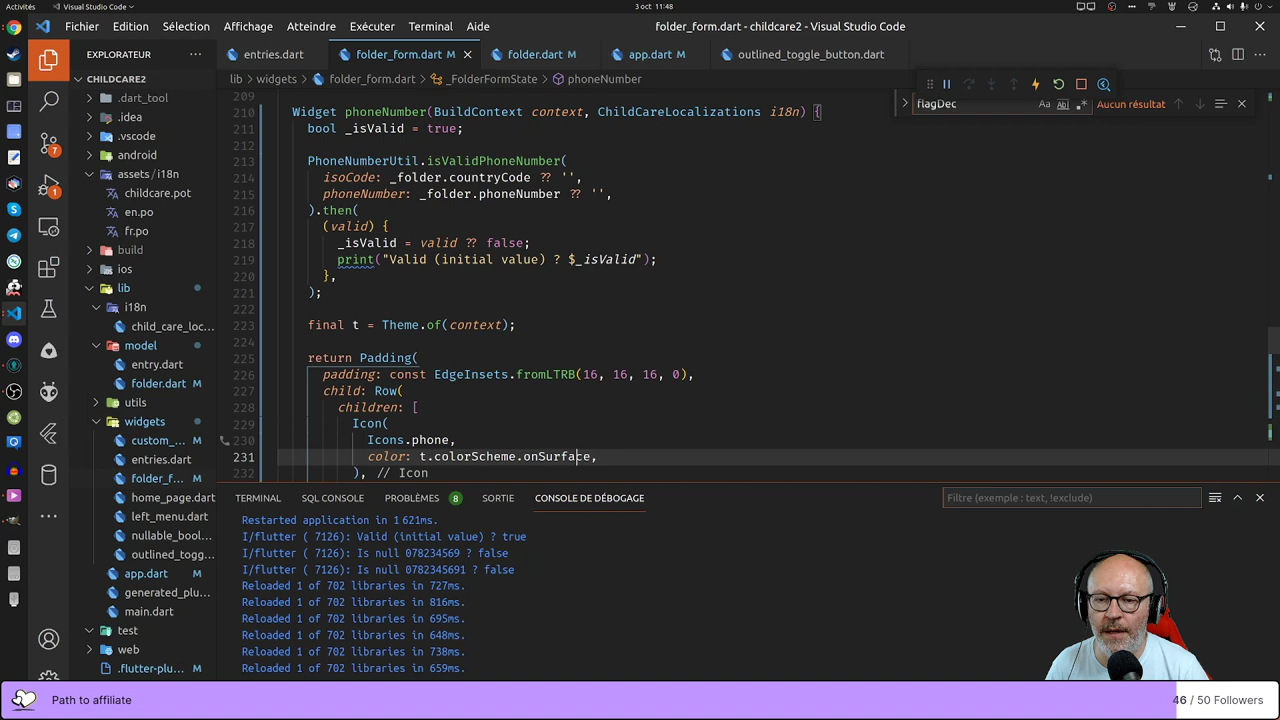 Activités
Visual Studio Code
3 oct 11:48
Fichier Édition Sélection Affichage Atteindre Exécuter Terminal Aide
folder_form.dart - childcare2 - Visual Studio Code
EXPLORATEUR
entries.dart
folder_form.dart M
folder.dart M
app.dart M
outlined_toggle_button.dart
CHILDCARE2
lib > widgets > folder_form.dart > _FolderFormState > phoneNumber
flagDec
Aa
Ab
Aucun résultat
.dart_tool
.idea
.vscode
android
assets/i18n
childcare.pot
en.po
fr.po
build
ios
lib
i18n
child_care_loc...
model
entry.dart
folder.dart M
utils
widgets
custom_... M
entries.dart
folder_f... M
home_page.dart
left_menu.dart
nullable_bool...
outlined_togg...
app.dart M
generated_plu...
main.dart
test
web
.flutter-plu... M
7
1
209
210 Widget phoneNumber(BuildContext context, ChildCareLocalizations i18n) {
211 bool _isValid = true;
212
213 PhoneNumberUtil.isValidPhoneNumber(
214 isoCode: _folder.countryCode ?? '',
215 phoneNumber: _folder.phoneNumber ?? '',
216 ).then(
217 (valid) {
218 _isValid = valid ?? false;
219 print("Valid (initial value) ? $_isValid");
220 },
221 );
222
223 final t = Theme.of(context);
224
225 return Padding(
226 padding: const EdgeInsets.fromLTRB(16, 16, 16, 0),
227 child: Row(
228 children: [
229 Icon(
230 Icons.phone,
231 color: t.colorScheme.onSurface,
232 ), // Icon
TERMINAL SQL CONSOLE PROBLÈMES 8 SORTIE CONSOLE DE DÉBOGAGE
Filtre (exemple : text, !exclude)
Restarted application in 1 621ms.
I/flutter ( 7126): Valid (initial value) ? true
I/flutter ( 7126): Is null 078234569 ? false
I/flutter ( 7126): Is null 0782345691 ? false
Reloaded 1 of 702 libraries in 727ms.
Reloaded 1 of 702 libraries in 816ms.
Reloaded 1 of 702 libraries in 695ms.
Reloaded 1 of 702 libraries in 648ms.
Reloaded 1 of 702 libraries in 738ms.
Reloaded 1 of 702 libraries in 659ms.
Path to affiliate
46 / 50 Followers